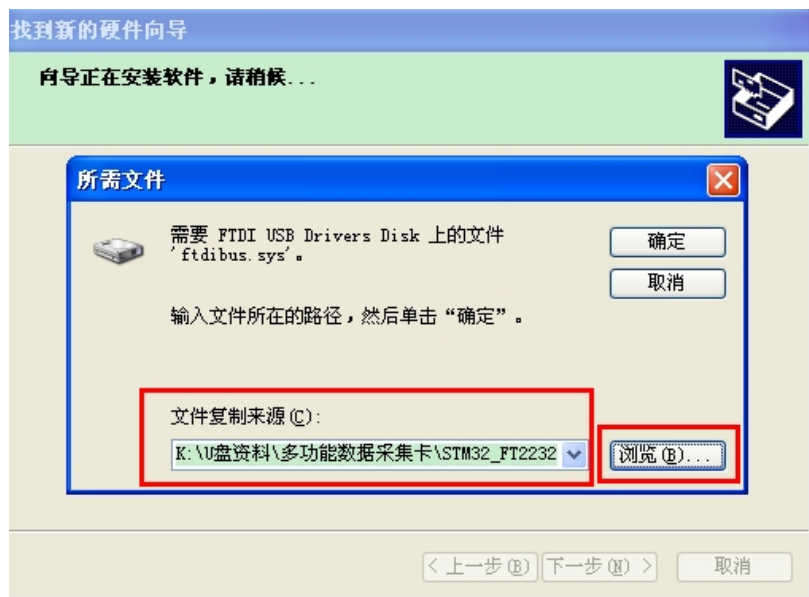 找到新的硬件向导
向导正在安装软件，请稍候...
所需文件
需要 FTDI USB Drivers Disk 上的文件
'ftdibus.sys'。
确定
取消
输入文件所在的路径，然后单击“确定”。
文件复制来源(C):
K:\U盘资料\多功能数据采集卡\STM32_FT2232
浏览(B)...
< 上一步(B)
下一步(N) >
取消